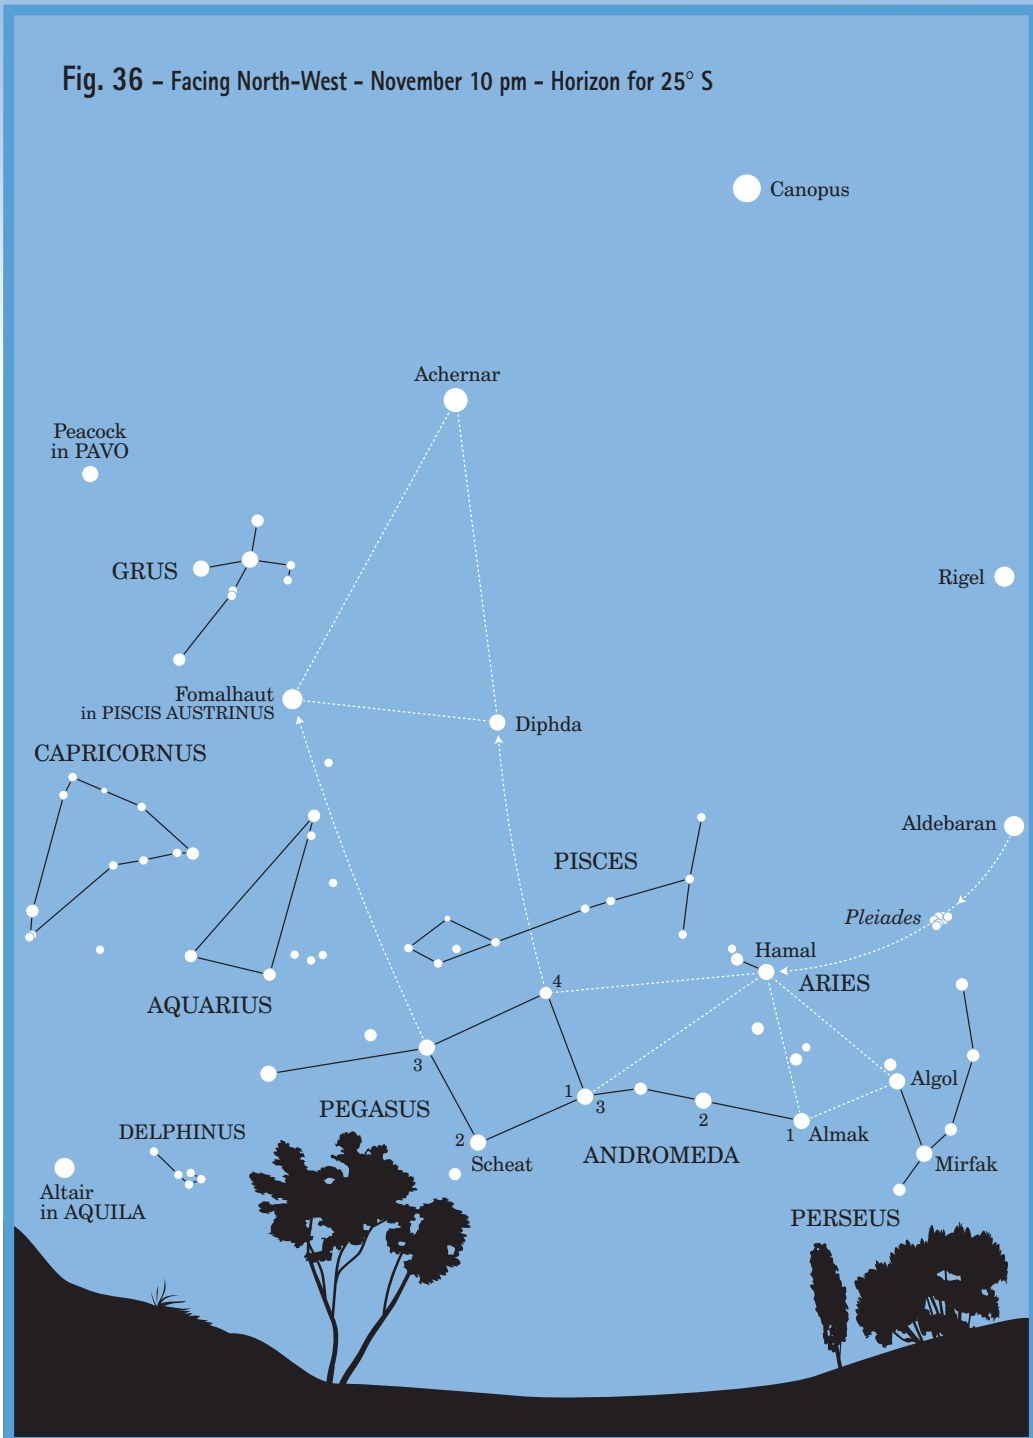 Fig. 36 – Facing North-West - November 10 pm - Horizon for 25° S
Canopus
Achernar
Peacock
in PAVO
GRUS
Rigel
Fomalhaut
in PISCIS AUSTRINUS
Diphda
CAPRICORNUS
Aldebaran
PISCES
Pleiades
Hamal
ARIES
4
AQUARIUS
3
Algol
1
3
2
PEGASUS
DELPHINUS
2
Scheat
ANDROMEDA
1
Almak
Mirfak
Altair
in AQUILA
PERSEUS